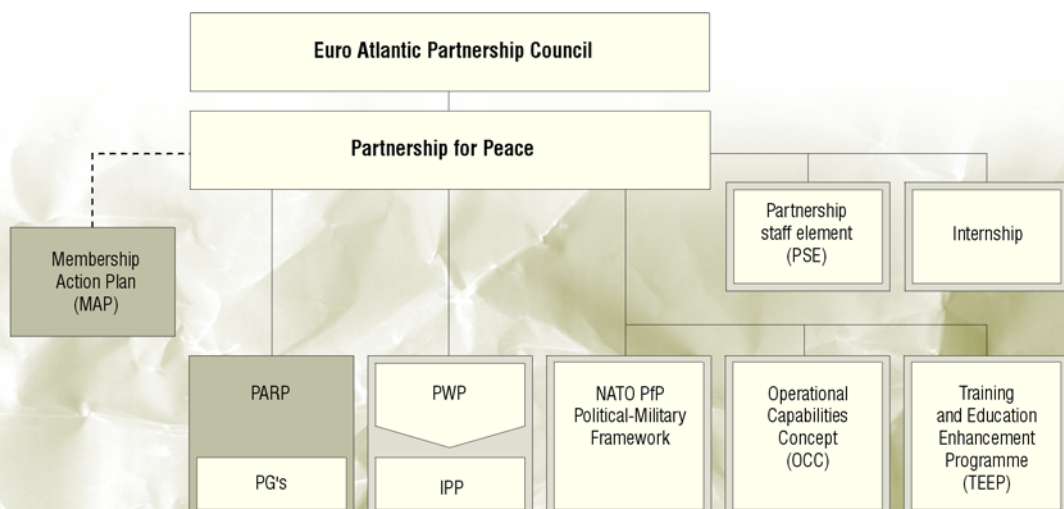 Euro Atlantic Partnership Council
Partnership for Peace
Partnership
staff element
(PSE)
Internship
Membership
Action Plan
(MAP)
PARP
PG's
PWP
IPP
NATO PfP
Political-Military
Framework
Operational
Capabilities
Concept
(OCC)
Training
and Education
Enhancement
Programme
(TEEP)